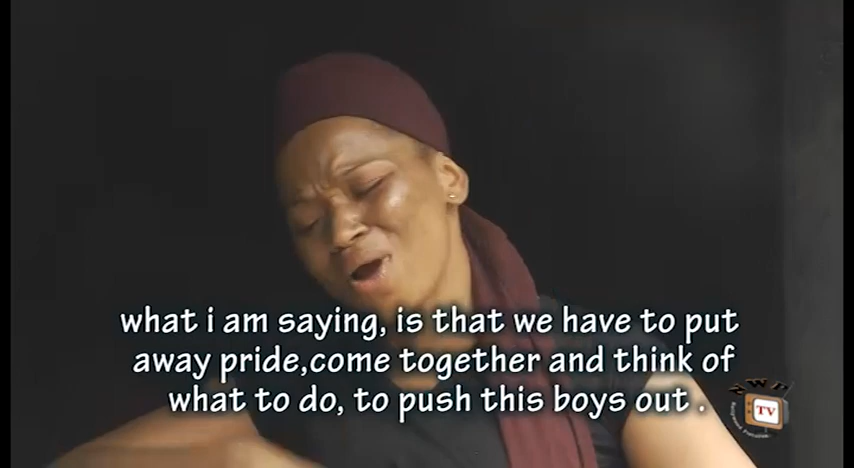 what i am saying, is that we have to put
away pride,come together and think of
what to do, to push this boys out .
TV